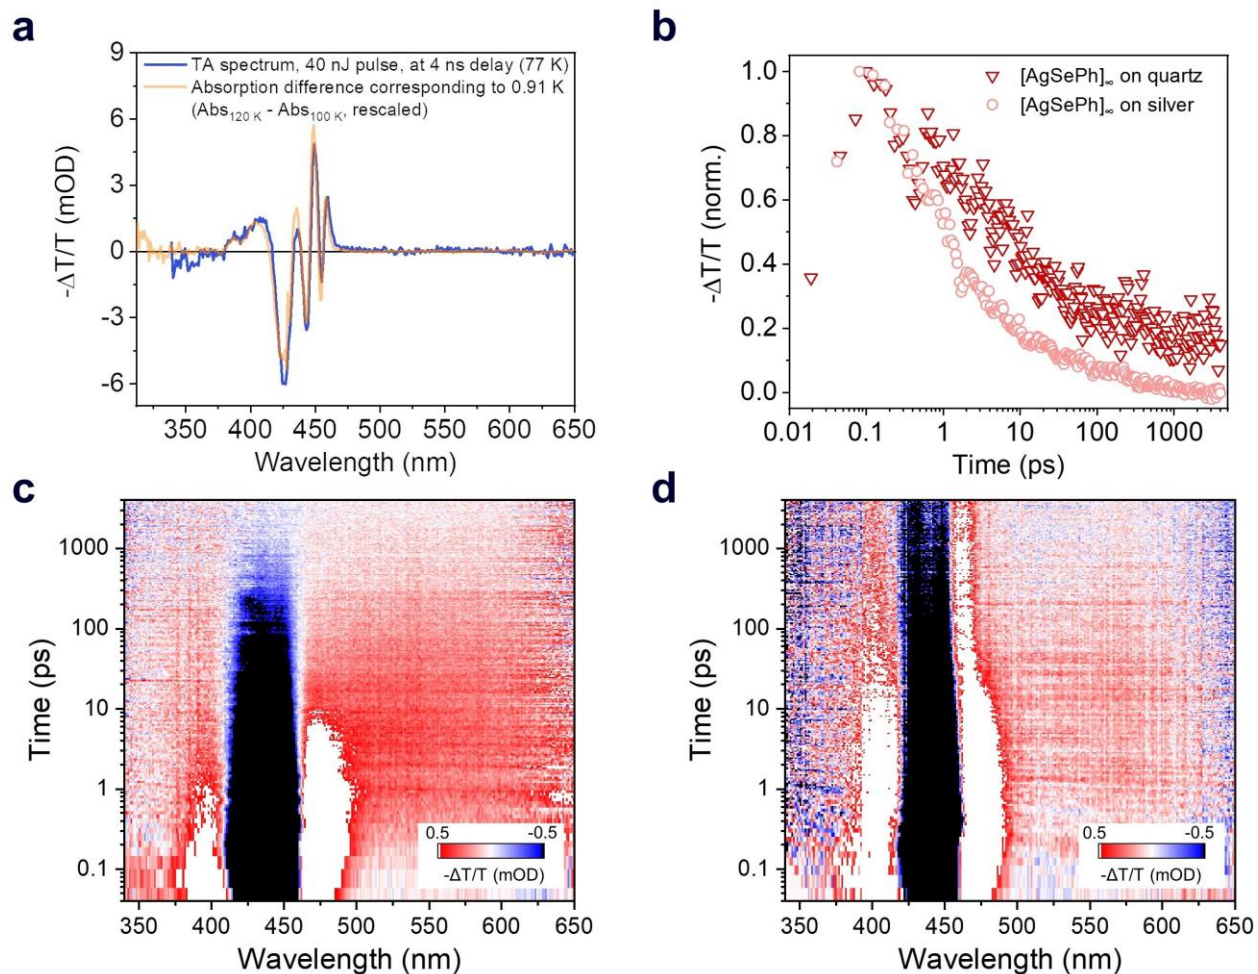 a
9
6
3
0
-3
-6
-ΔT/T (mOD)
TA spectrum, 40 nJ pulse, at 4 ns delay (77 K)
Absorption difference corresponding to 0.91 K
(Abs120 K - Abs100 K, rescaled)
350 400 450 500 550 600 650
Wavelength (nm)
b
1.0
0.8
0.6
0.4
0.2
0.0
-ΔT/T (norm.)
[AgSePh]∞ on quartz
[AgSePh]∞ on silver
0.01 0.1 1 10 100 1000
Time (ps)
c
1000
100
10
1
0.1
Time (ps)
0.5 -0.5
-ΔT/T (mOD)
350 400 450 500 550 600 650
Wavelength (nm)
d
1000
100
10
1
0.1
Time (ps)
0.5 -0.5
-ΔT/T (mOD)
350 400 450 500 550 600 650
Wavelength (nm)